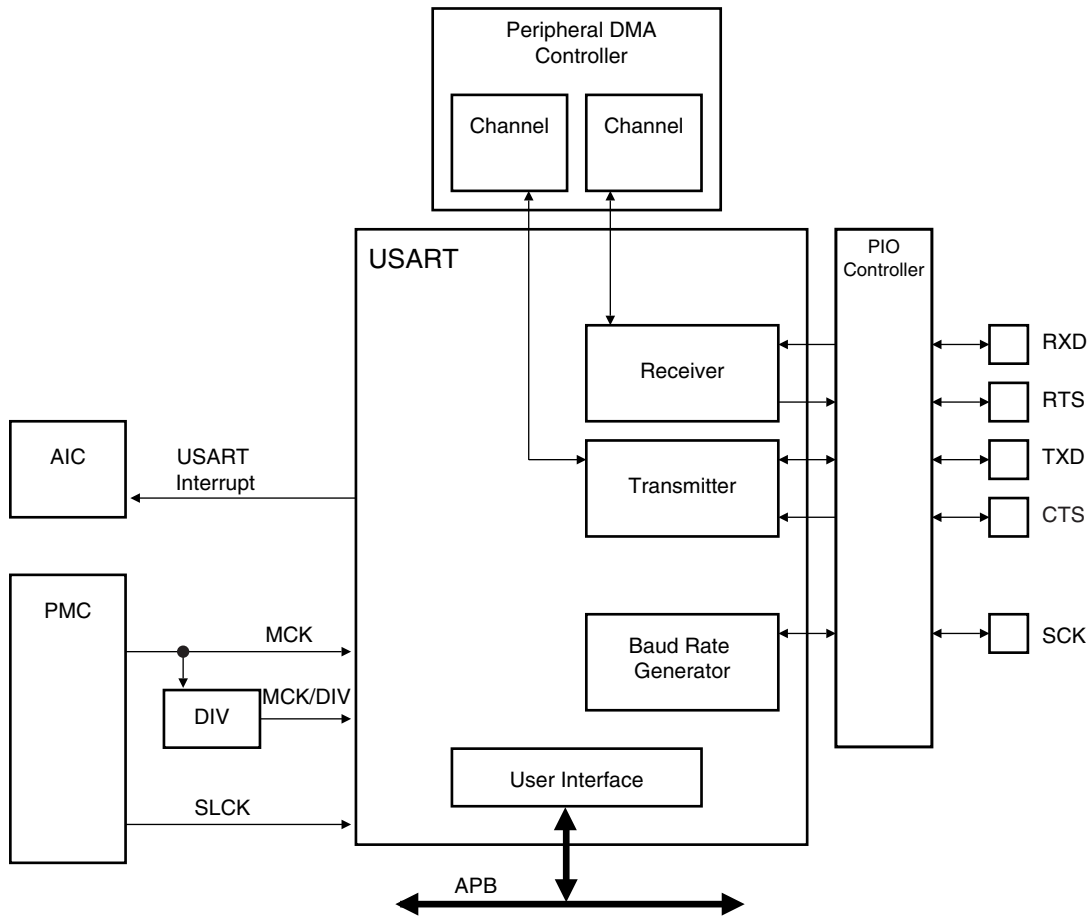 Peripheral DMA
Controller
Channel
Channel
USART
PIO
Controller
Receiver
RXD
RTS
AIC
USART
Interrupt
Transmitter
TXD
CTS
PMC
MCK
Baud Rate
Generator
SCK
DIV
MCK/DIV
User Interface
SLCK
APB